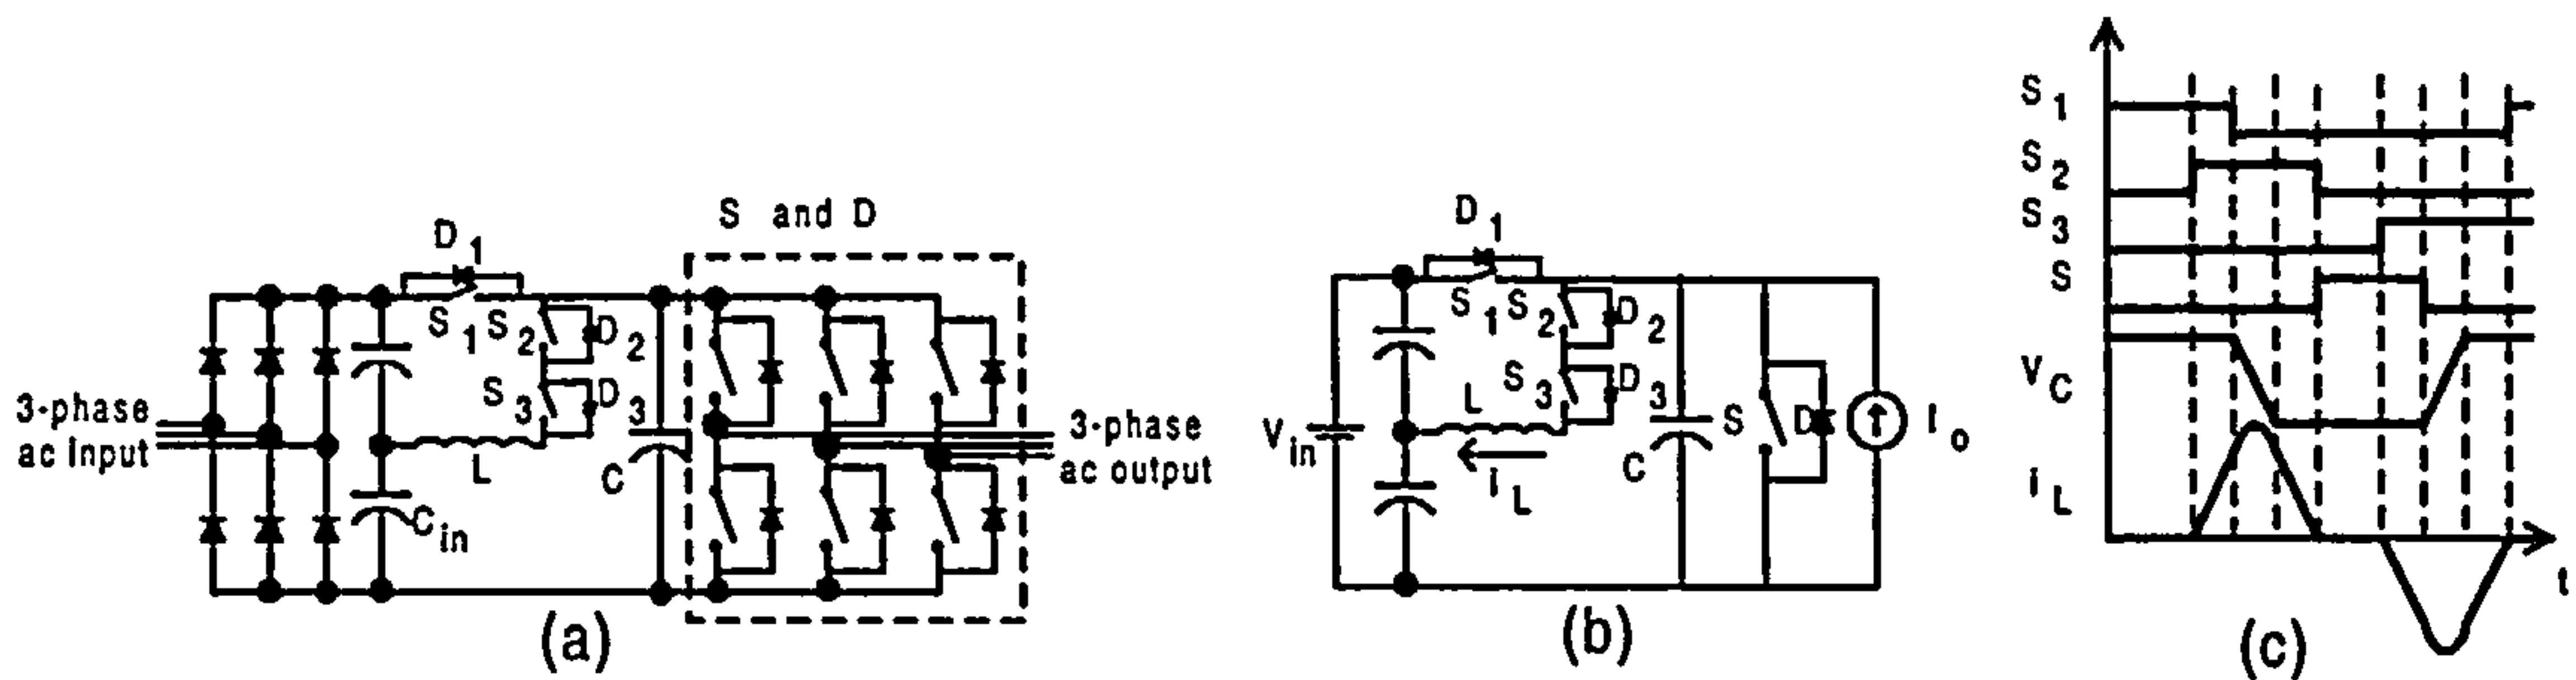 S and D
D1
S1 S2 D2
S3 D3
3-phase
ac input
L
Cin
C
3-phase
ac output
(a)
D1
S1 S2 D2
S3 D3
Vin
L
iL
C
S
D
Io
(b)
S1
S2
S3
S
VC
iL
t
(c)